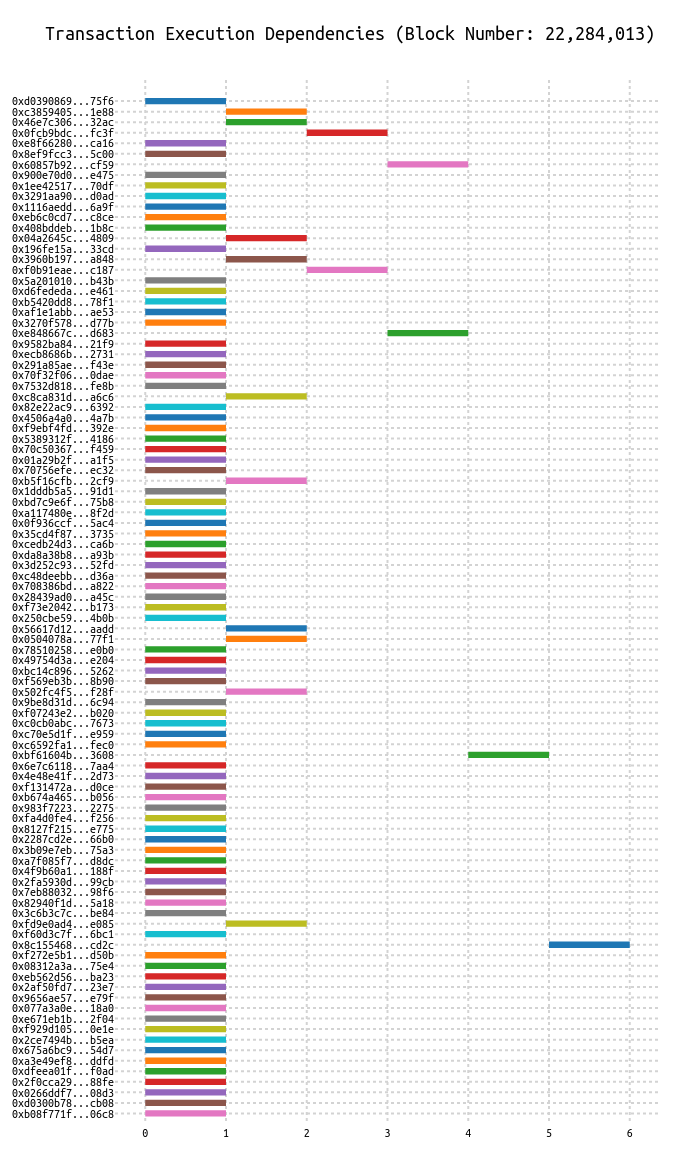 Transaction Execution Dependencies (Block Number: 22,284,013)
0xd0390869...75f6
0xc3859405...1e88
0x46e7c306...32ac
0x0fcb9bdc...fc3f
0xe8f66280...ca16
0x8ef9fcc3...5c00
0x60857b92...cf59
0x900e70d0...e475
0x1ee42517...70df
0x3291aa90...d0ad
0x1116aedd...6a9f
0xeb6c0cd7...c8ce
0x408bddeb...1b8c
0x04a2645c...4809
0x196fe15a...33cd
0x3960b197...a848
0xf0b91eae...c187
0x5a201010...b43b
0xd6fededa...e461
0xb5420dd8...78f1
0xaf1e1abb...ae53
0x3270f578...d77b
0xe848667c...d683
0x9582ba84...21f9
0xecb8686b...2731
0x291a85ae...f43e
0x70f32f06...0dae
0x7532d818...fe8b
0xc8ca831d...a6c6
0x82e22ac9...6392
0x4506a4a0...4a7b
0xf9ebf4fd...392e
0x5389312f...4186
0x70c50367...f459
0x01a29b2f...a1f5
0x70756efe...ec32
0xb5f16cfb...2cf9
0x1dddb5a5...91d1
0xbd7c9e6f...75b8
0xa117480e...8f2d
0x0f936ccf...5ac4
0x35cd4f87...3735
0xcedb24d3...ca6b
0xda8a38b8...a93b
0x3d252c93...52fd
0xc48deebb...d36a
0x708386bd...a822
0x28439ad0...a45c
0xf73e2042...b173
0x250cbe59...4b0b
0x56617d12...aadd
0x0504078a...77f1
0x78510258...e0b0
0x49754d3a...e204
0xbc14c896...5262
0xf569eb3b...8b90
0x502fc4f5...f28f
0x9be8d31d...6c94
0xf07243e2...b020
0xc0cb0abc...7673
0xc70e5d1f...e959
0xc6592fa1...fec0
0xbf61604b...3608
0x6e7c6118...7aa4
0x4e48e41f...2d73
0xf131472a...d0ce
0xb674a465...b056
0x983f7223...2275
0xfa4d0fe4...f256
0x8127f215...e775
0x2287cd2e...66b0
0x3b09e7eb...75a3
0xa7f085f7...d8dc
0x4f9b60a1...188f
0x2fa5930d...99cb
0x7eb88032...98f6
0x82940f1d...5a18
0x3c6b3c7c...be84
0xfd9e0ad4...e085
0xf60d3c7f...6bc1
0x8c155468...cd2c
0xf272e5b1...d50b
0x08312a3a...75e4
0xeb562d56...ba23
0x2af50fd7...23e7
0x9656ae57...e79f
0x077a3a0e...18a0
0xe671eb1b...2f04
0xf929d105...0e1e
0x2ce7494b...b5ea
0x675a6bc9...54d7
0xa3e49ef8...ddfd
0xdfeea01f...f0ad
0x2f0cca29...88fe
0x0266ddf7...08d3
0xd0300b78...cb08
0xb08f771f...06c8
0 1 2 3 4 5 6